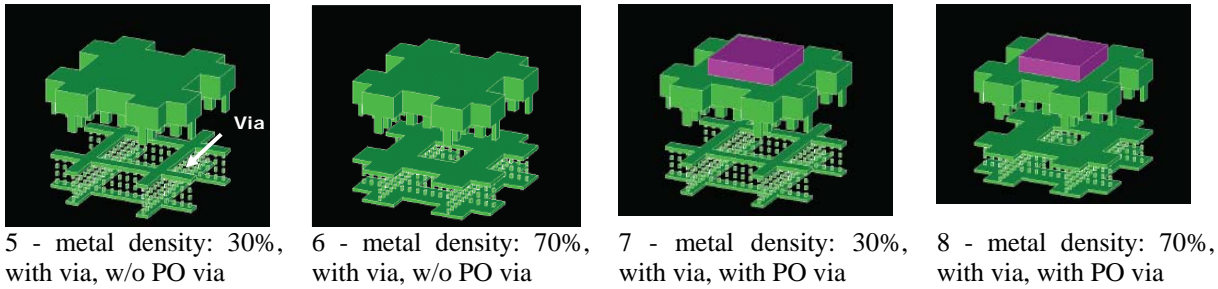 Via
5 - metal density: 30%,
with via, w/o PO via
6 - metal density: 70%,
with via, w/o PO via
7 - metal density: 30%,
with via, with PO via
8 - metal density: 70%,
with via, with PO via